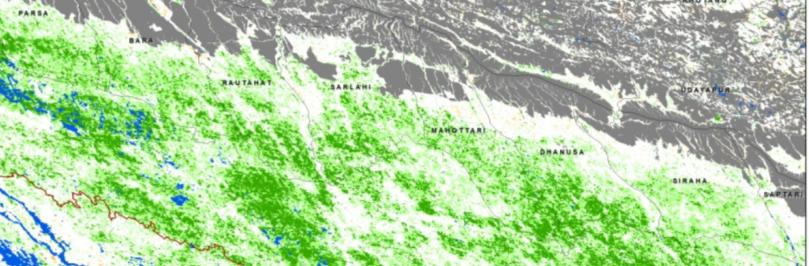 PARSA
BARA
RAUTAHAT
SARLAHI
MAHOTTARI
DHANUSA
UDAYAPUR
SIRAHA
SAPTARI